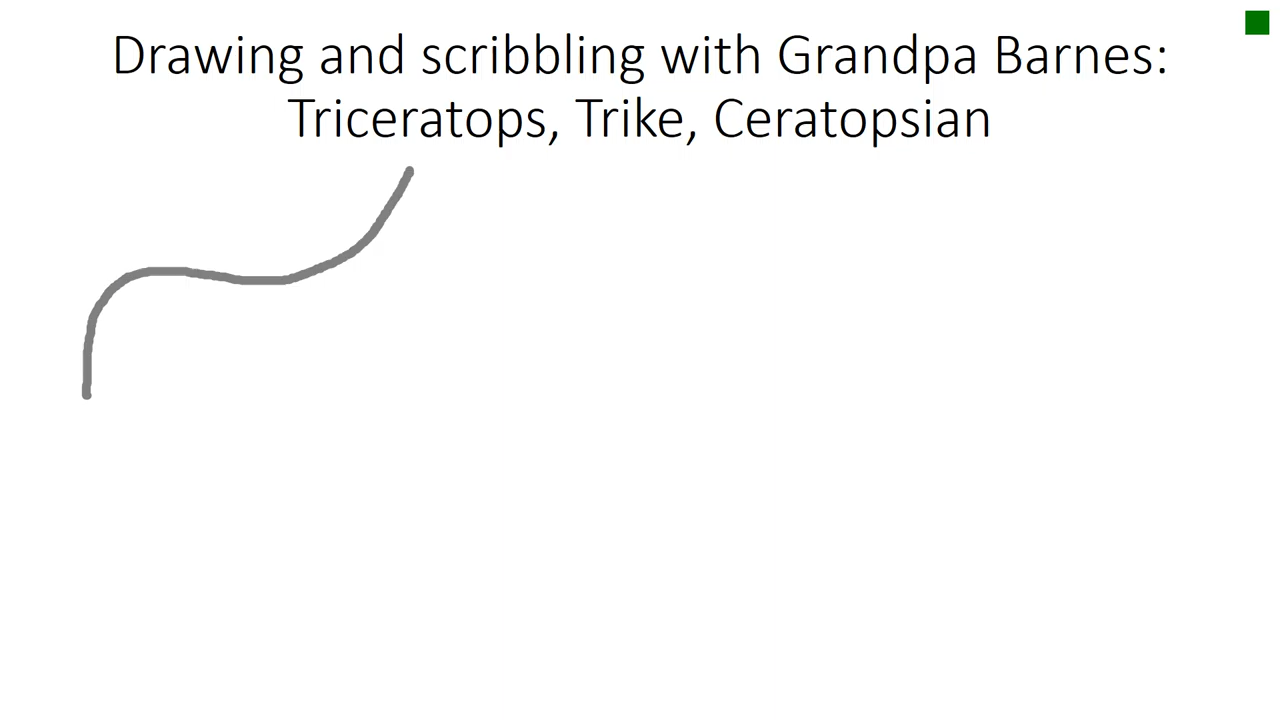 Drawing and scribbling with Grandpa Barnes:
Triceratops, Trike, Ceratopsian